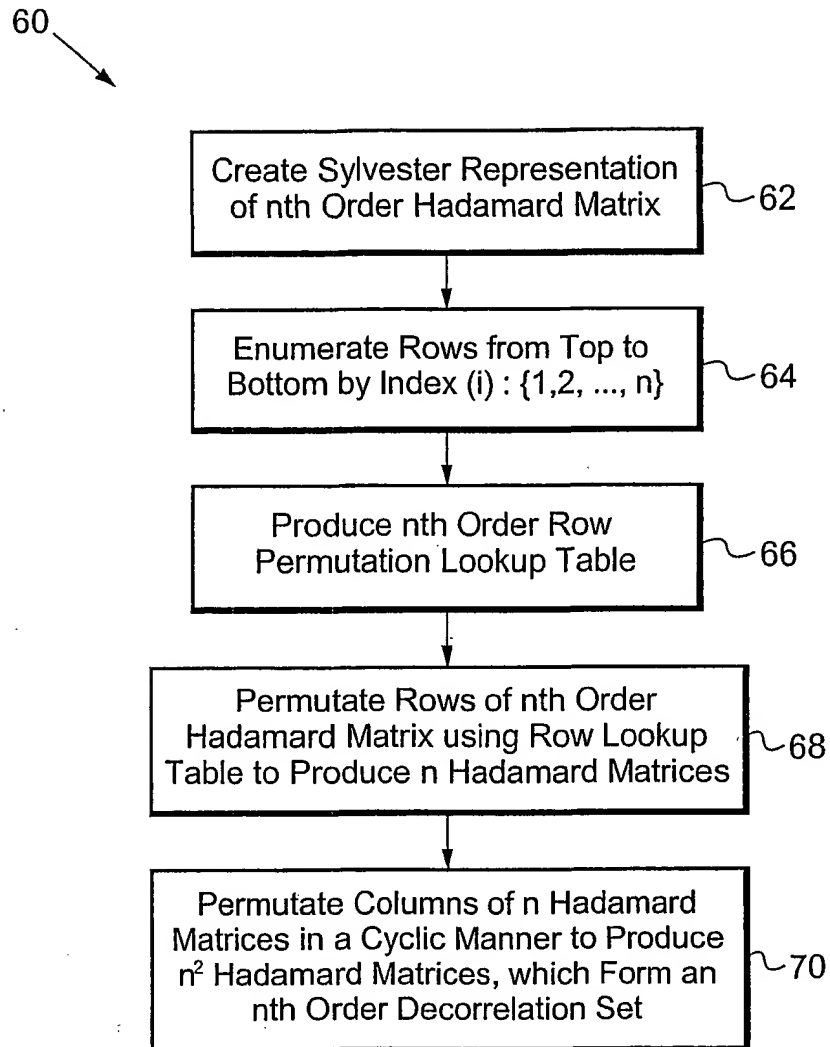 60
Create Sylvester Representation
of nth Order Hadamard Matrix
62
Enumerate Rows from Top to
Bottom by Index (i) : {1,2, ..., n}
64
Produce nth Order Row
Permutation Lookup Table
66
Permutate Rows of nth Order
Hadamard Matrix using Row Lookup
Table to Produce n Hadamard Matrices
68
Permutate Columns of n Hadamard
Matrices in a Cyclic Manner to Produce
n² Hadamard Matrices, which Form an
nth Order Decorrelation Set
70